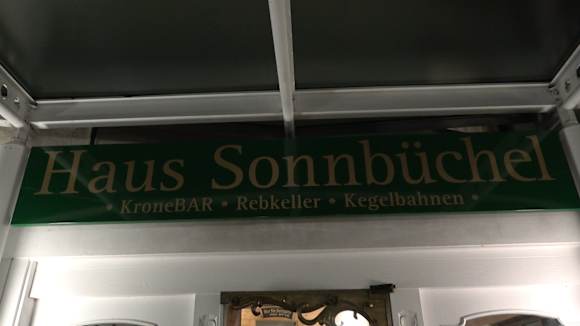 Haus Sonnbüchel
· KroneBAR · Rebkeller · Kegelbahnen ·